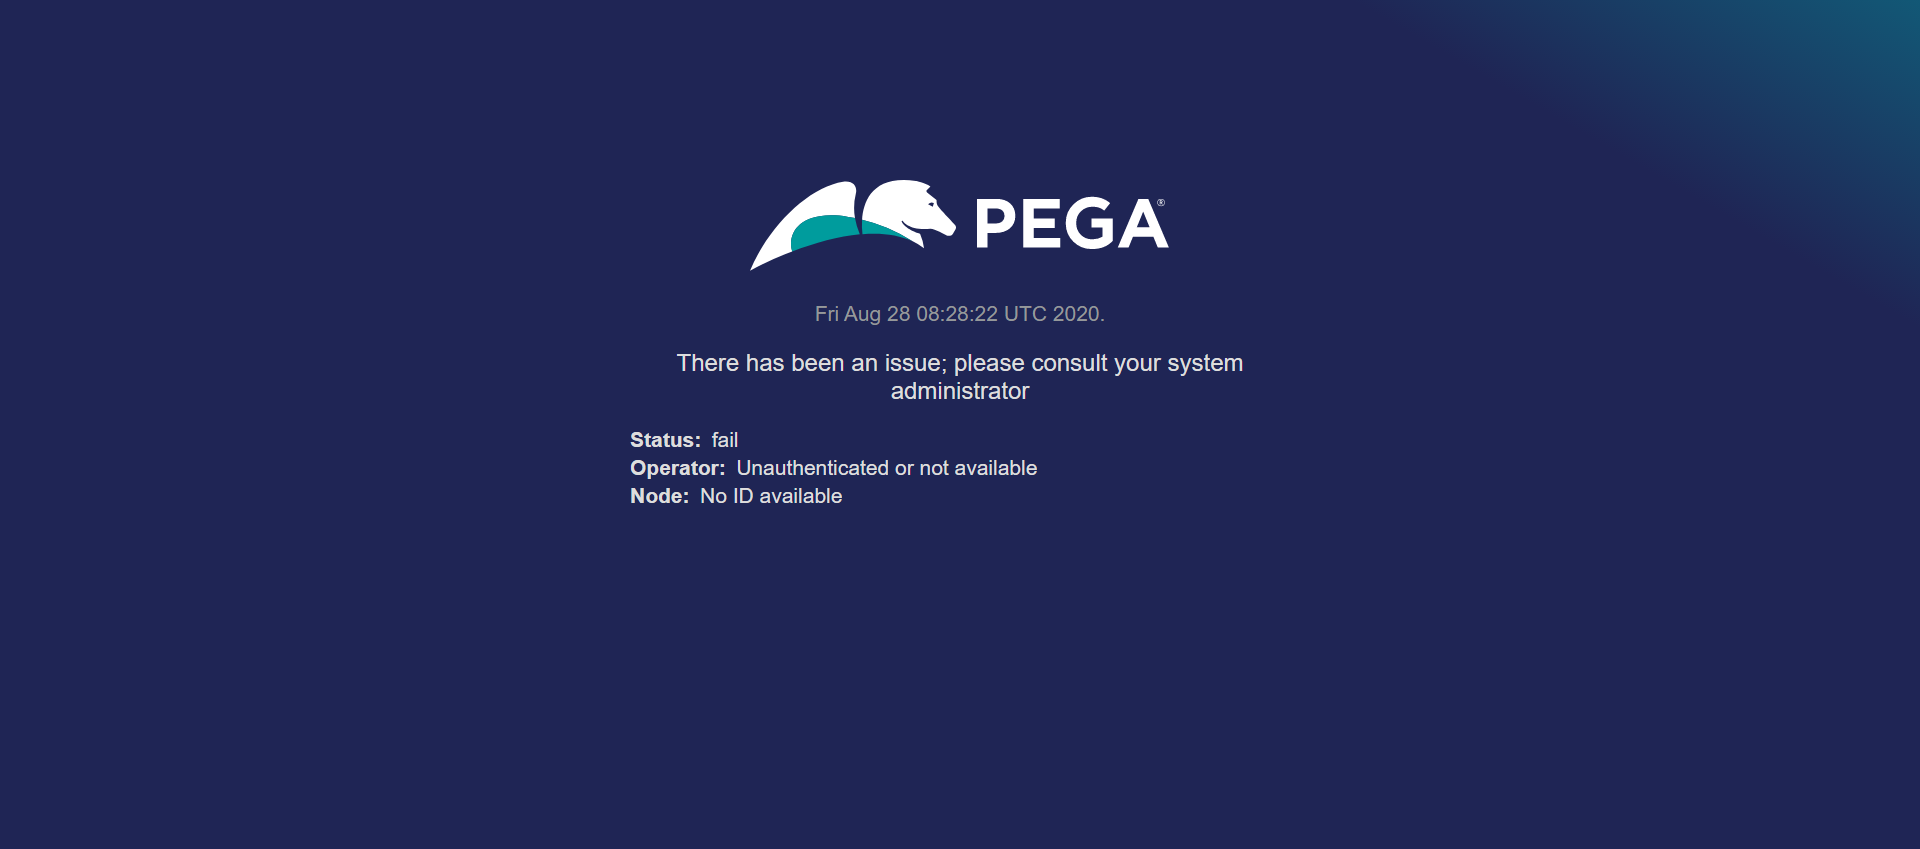 PEGA®
Fri Aug 28 08:28:22 UTC 2020.
There has been an issue; please consult your system
administrator
Status: fail
Operator: Unauthenticated or not available
Node: No ID available